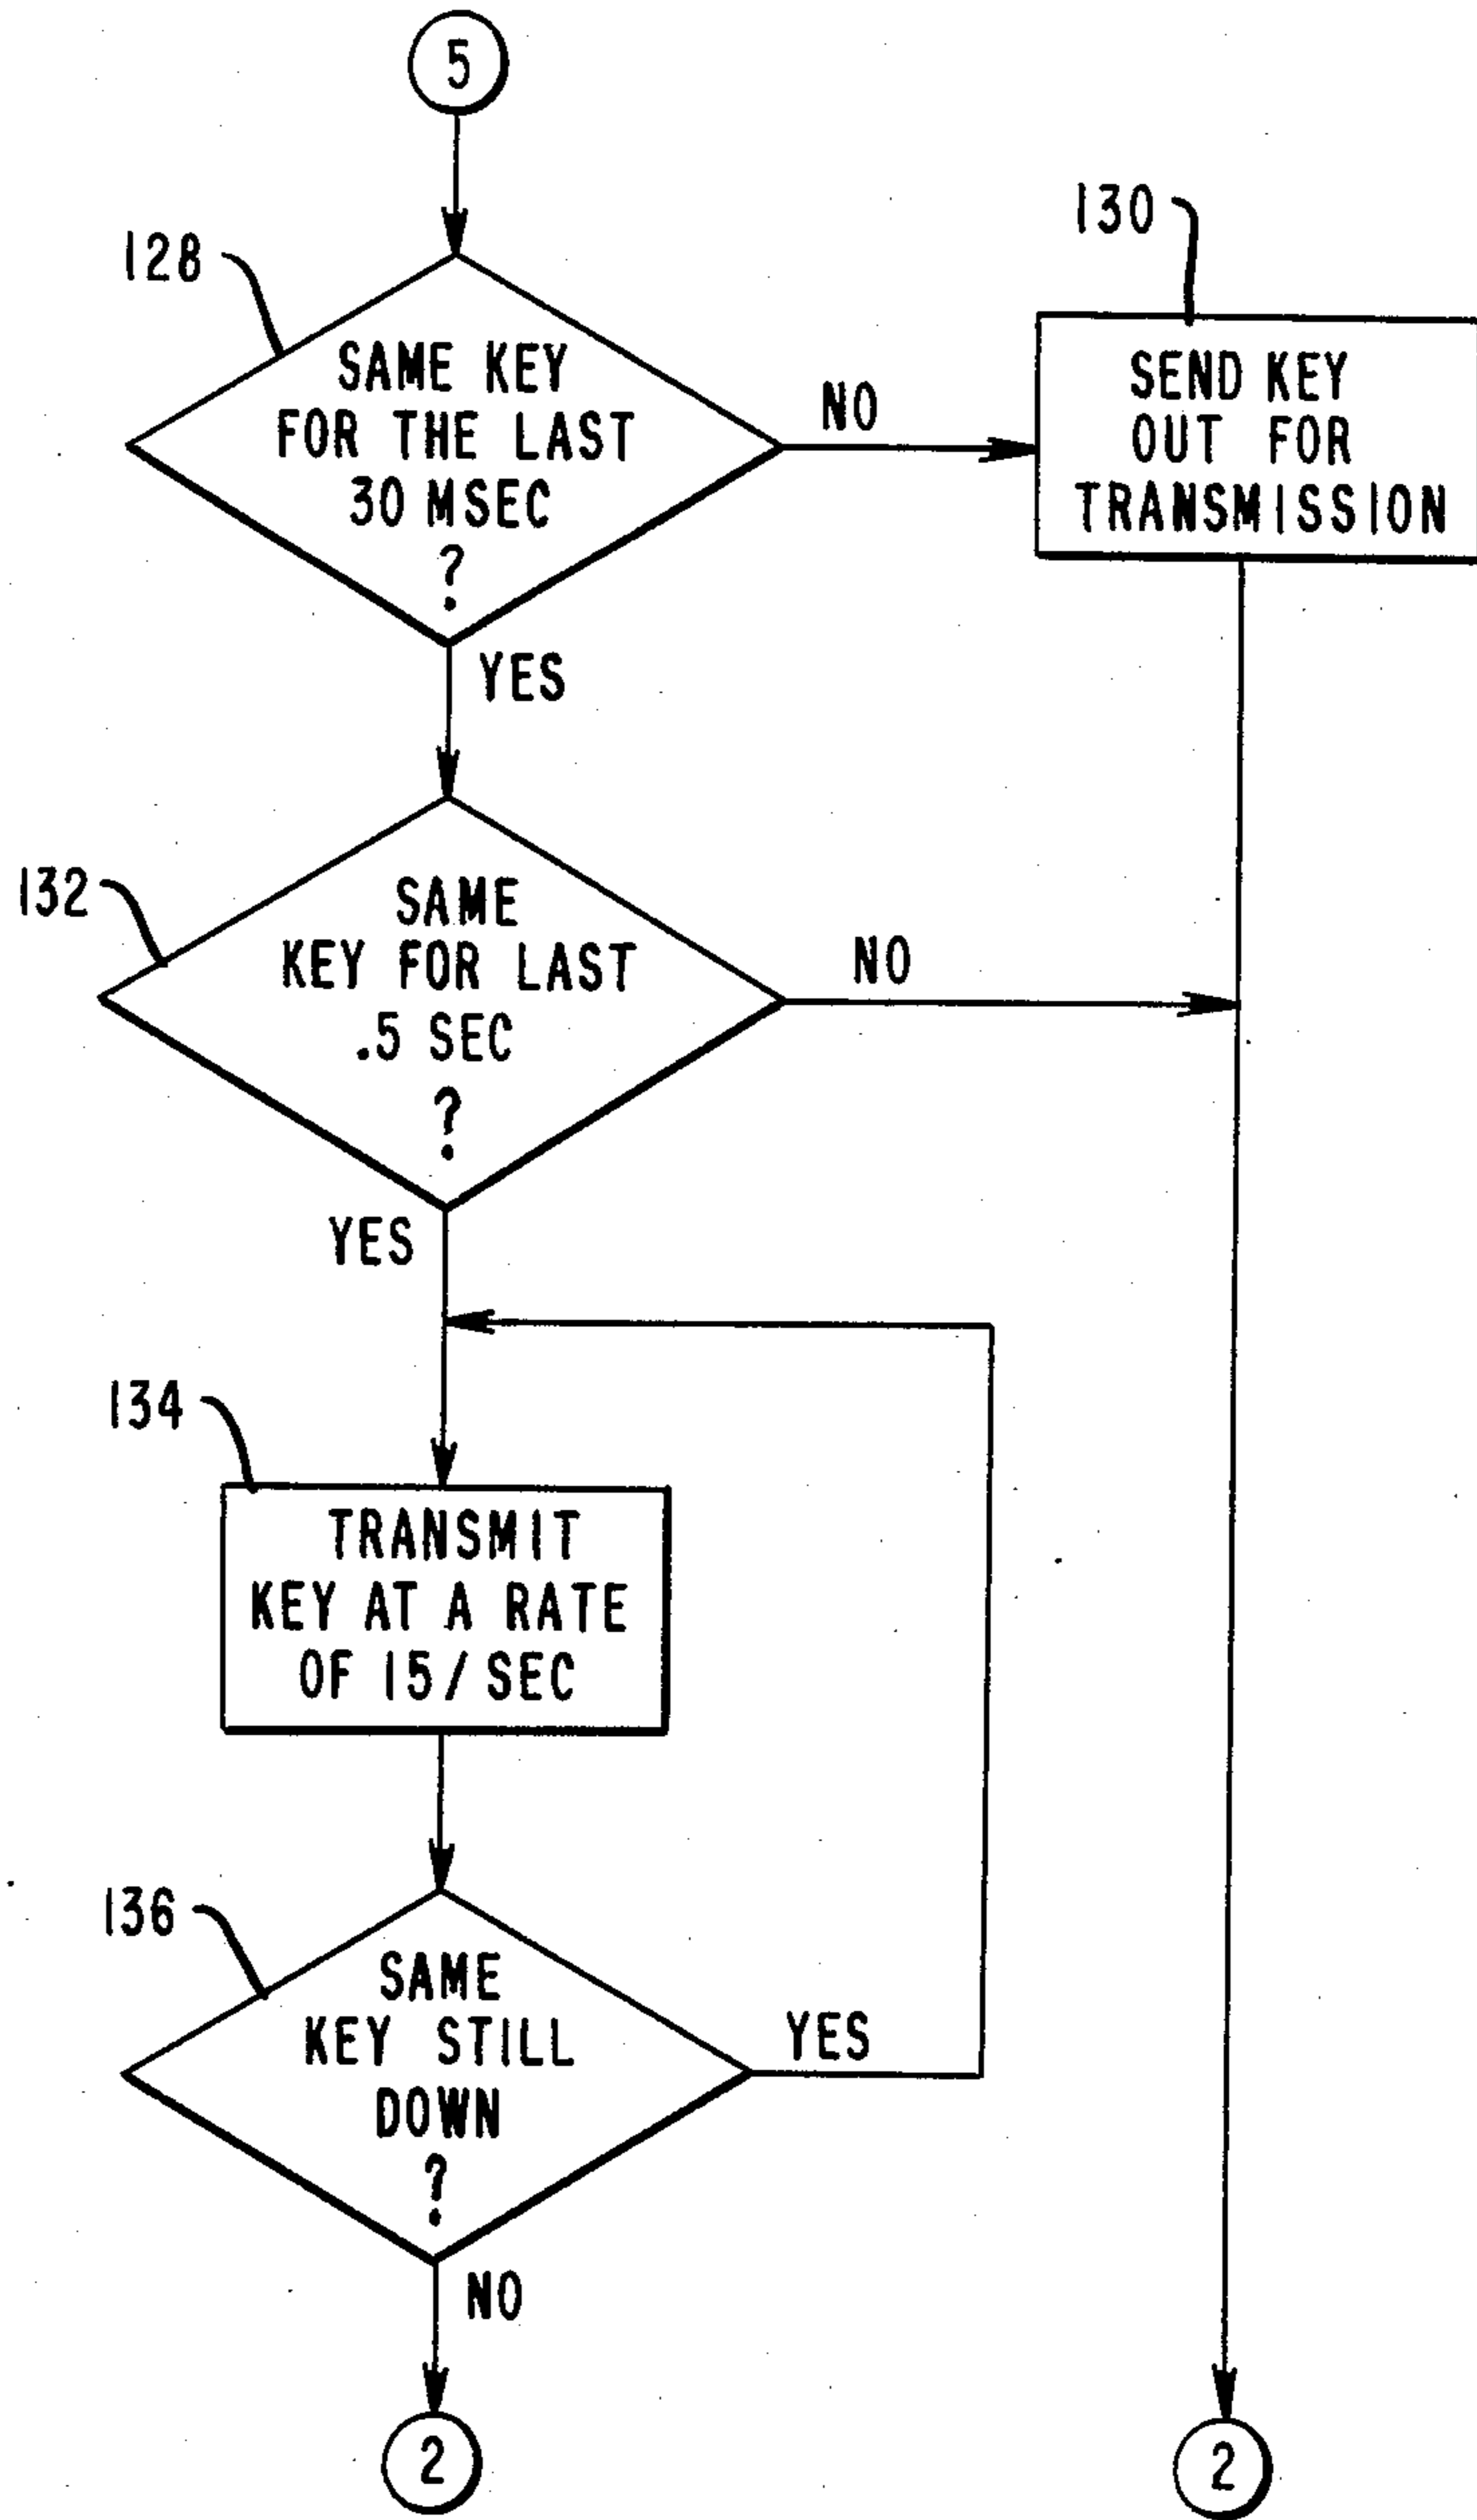 5
128
SAME KEY
FOR THE LAST
30 MSEC
?
NO
130
SEND KEY
OUT FOR
TRANSMISSION
YES
132
SAME
KEY FOR LAST
.5 SEC
?
NO
YES
134
TRANSMIT
KEY AT A RATE
OF 15/SEC
136
SAME
KEY STILL
DOWN
?
YES
NO
2
2